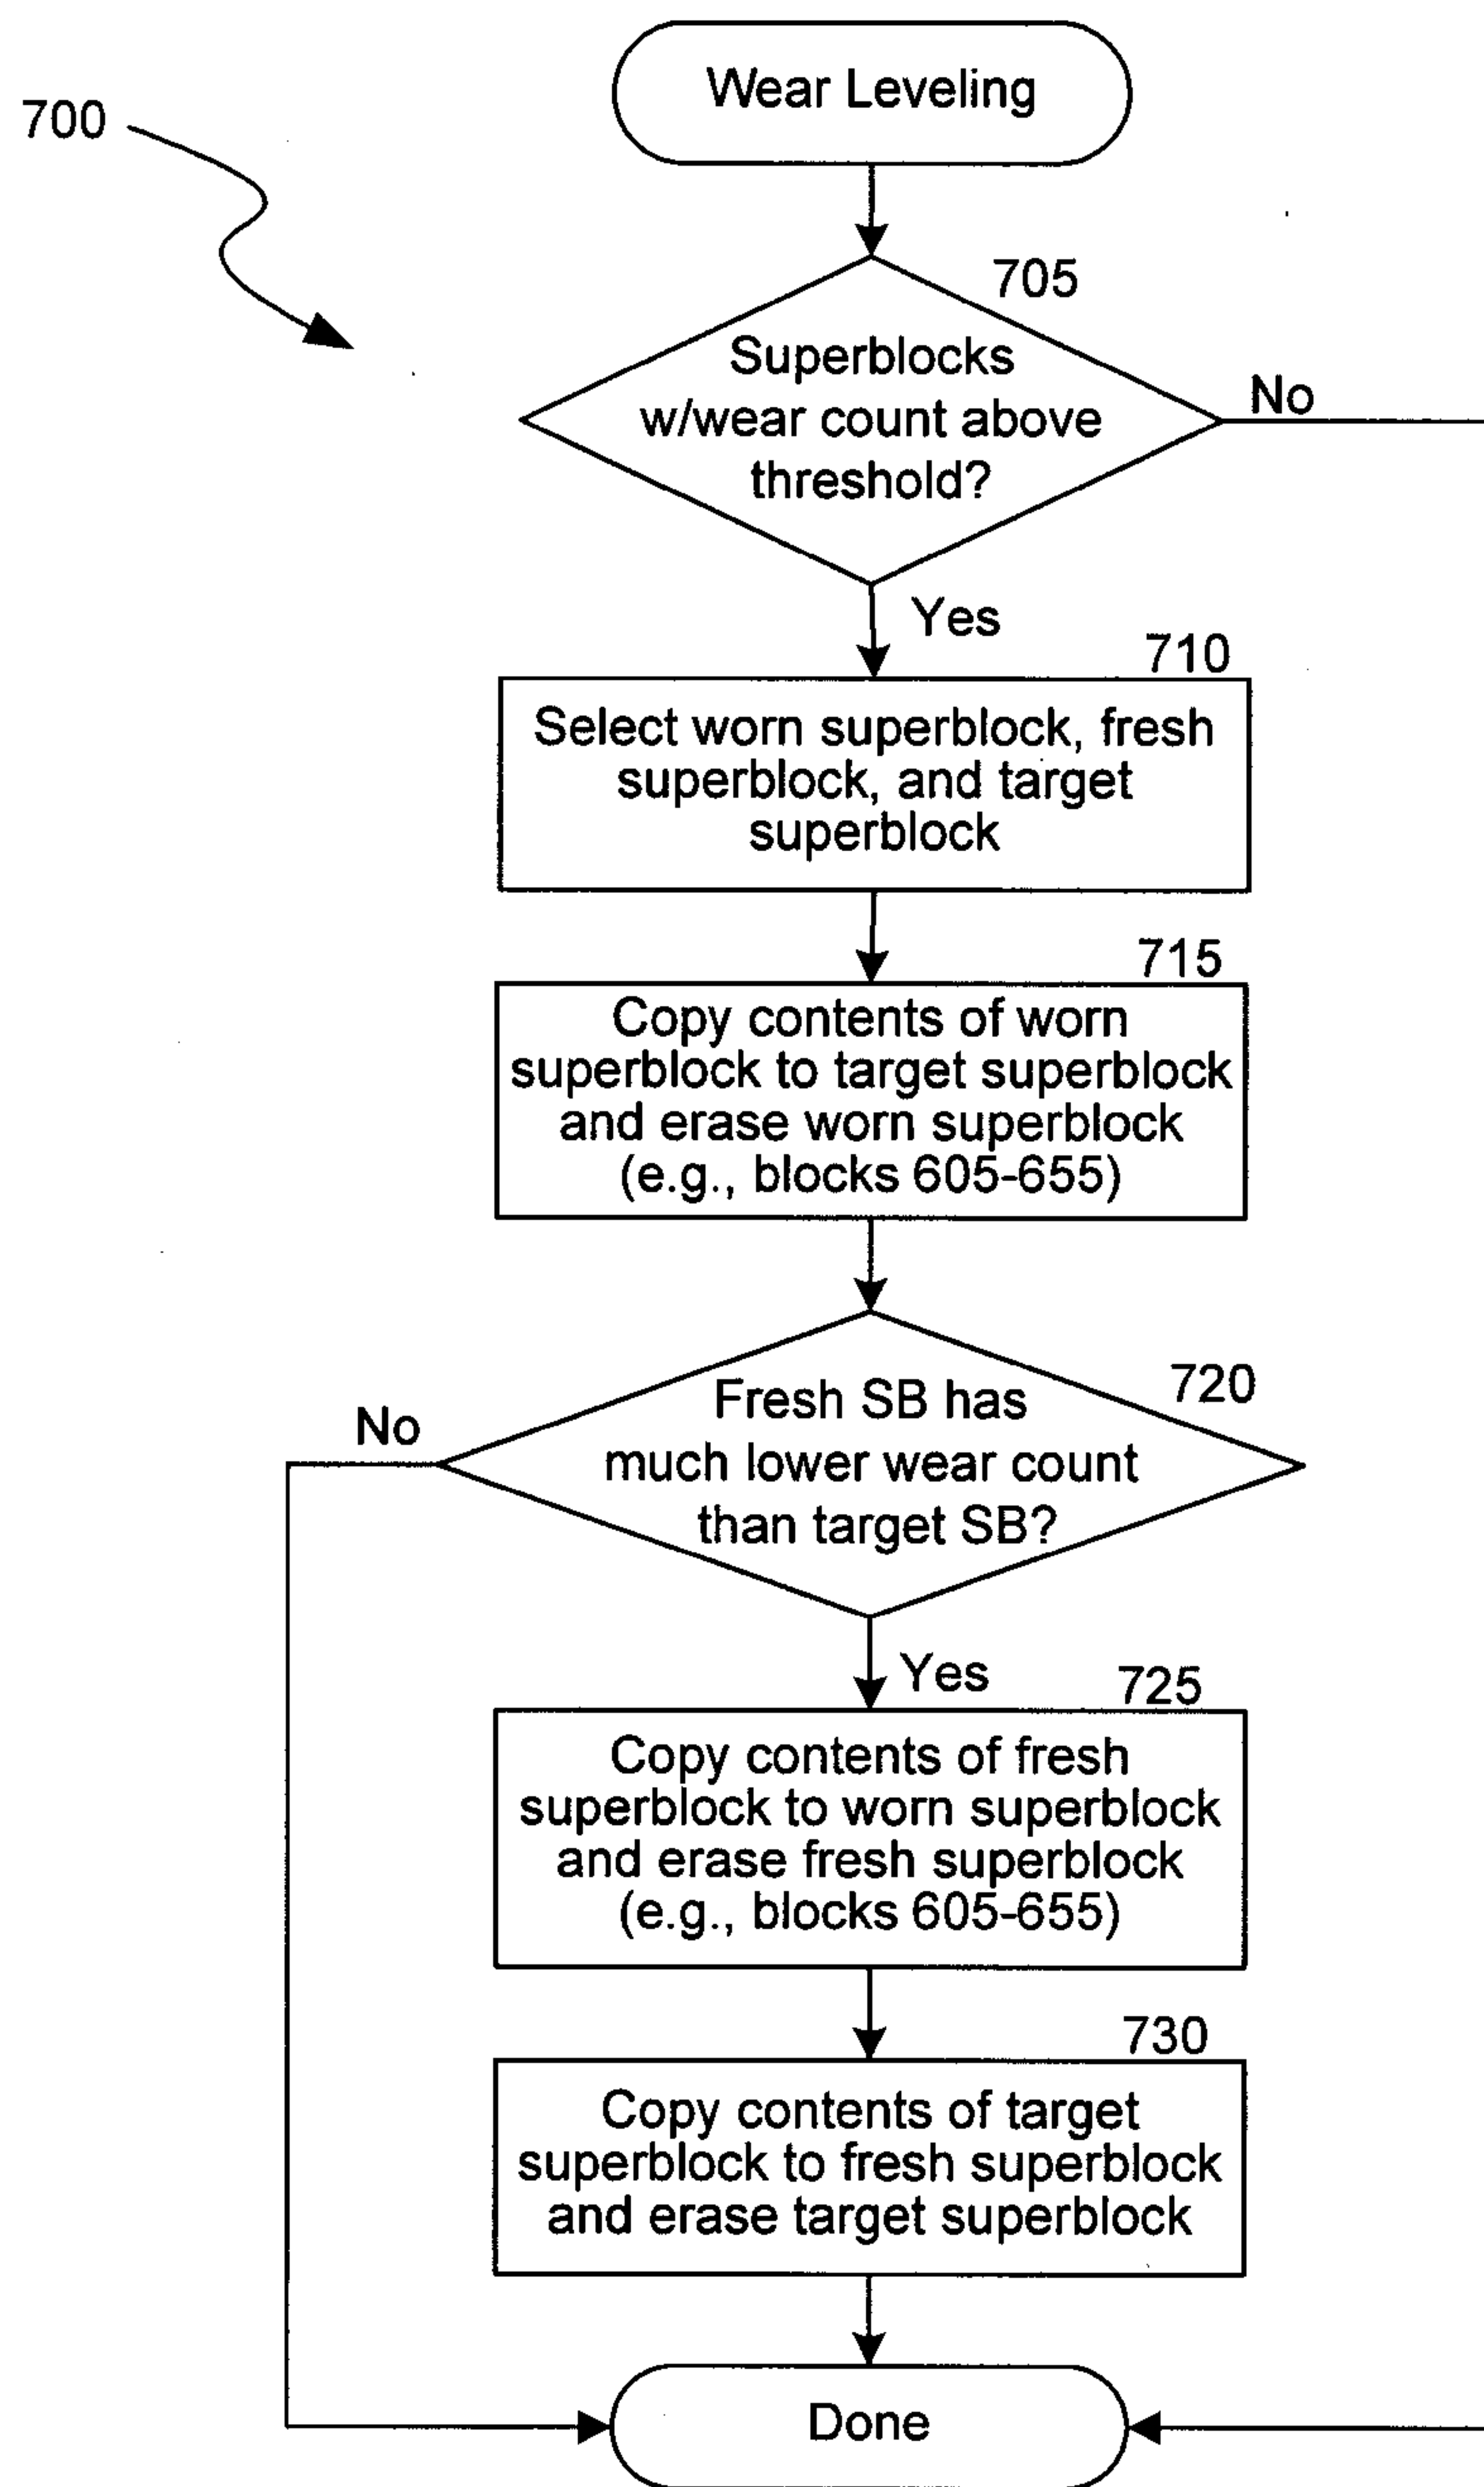 Wear Leveling
700
705
Superblocks
w/wear count above
threshold?
No
Yes
710
Select worn superblock, fresh
superblock, and target
superblock
715
Copy contents of worn
superblock to target superblock
and erase worn superblock
(e.g., blocks 605-655)
720
Fresh SB has
much lower wear count
than target SB?
No
Yes
725
Copy contents of fresh
superblock to worn superblock
and erase fresh superblock
(e.g., blocks 605-655)
730
Copy contents of target
superblock to fresh superblock
and erase target superblock
Done